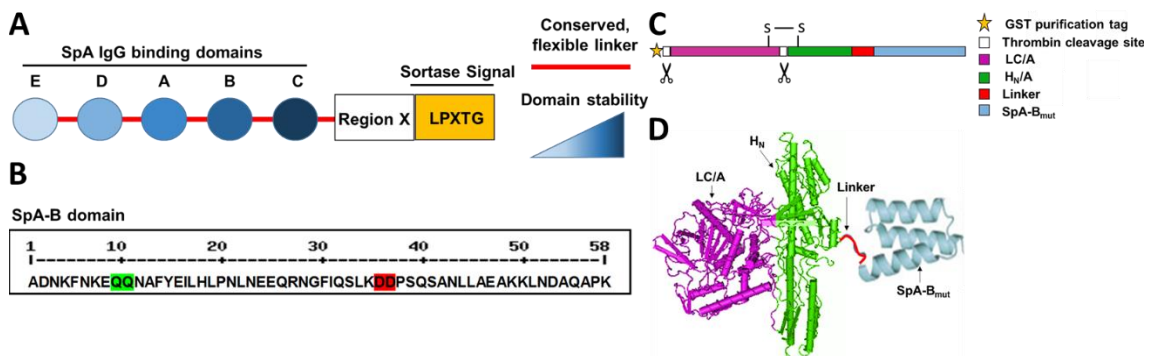 A
SpA IgG binding domains
E D A B C
Sortase Signal
Region X LPXTG
Conserved,
flexible linker
Domain stability
B
SpA-B domain
1 10 20 30 40 50 58
ADNKFNKEQQNAFYEILHLPNLNEEQRNGFIQSLKDDPSQSANLLAEAKKLNDAQAPK
C
S S
GST purification tag
Thrombin cleavage site
LC/A
HN/A
Linker
SpA-Bmut
D
HN
LC/A
Linker
SpA-Bmut